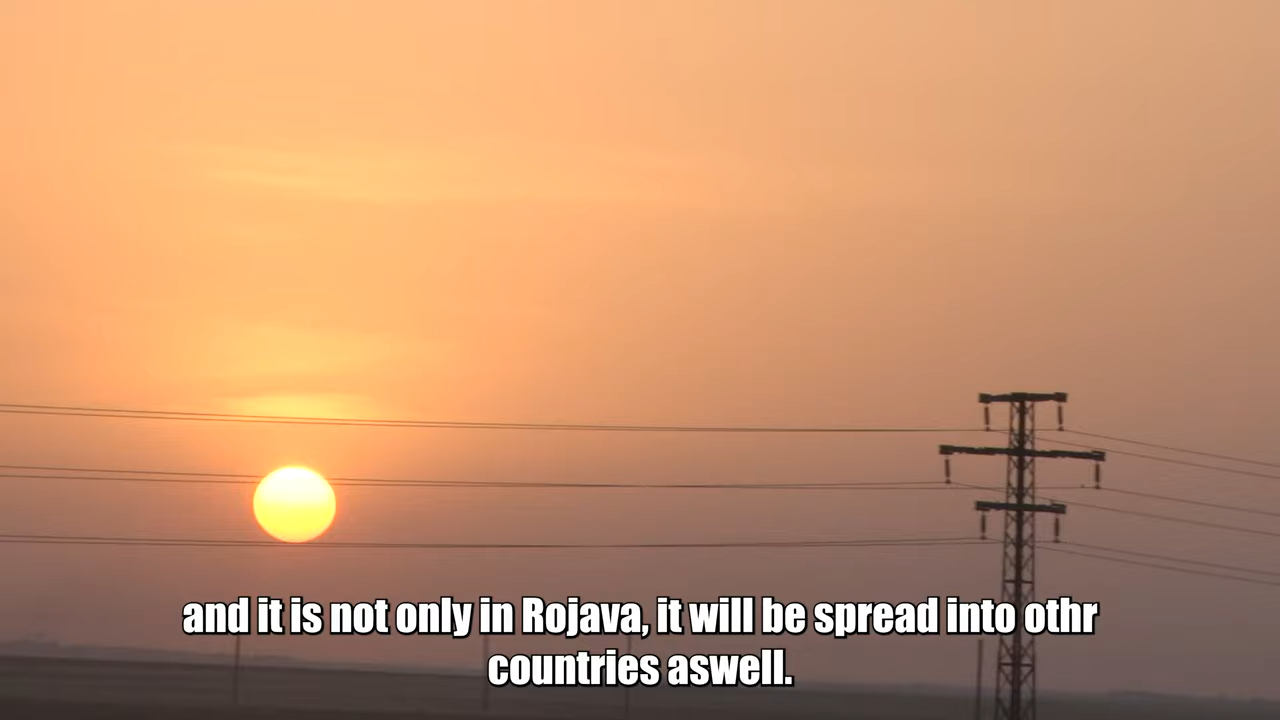 and it is not only in Rojava, it will be spread into othr
countries aswell.